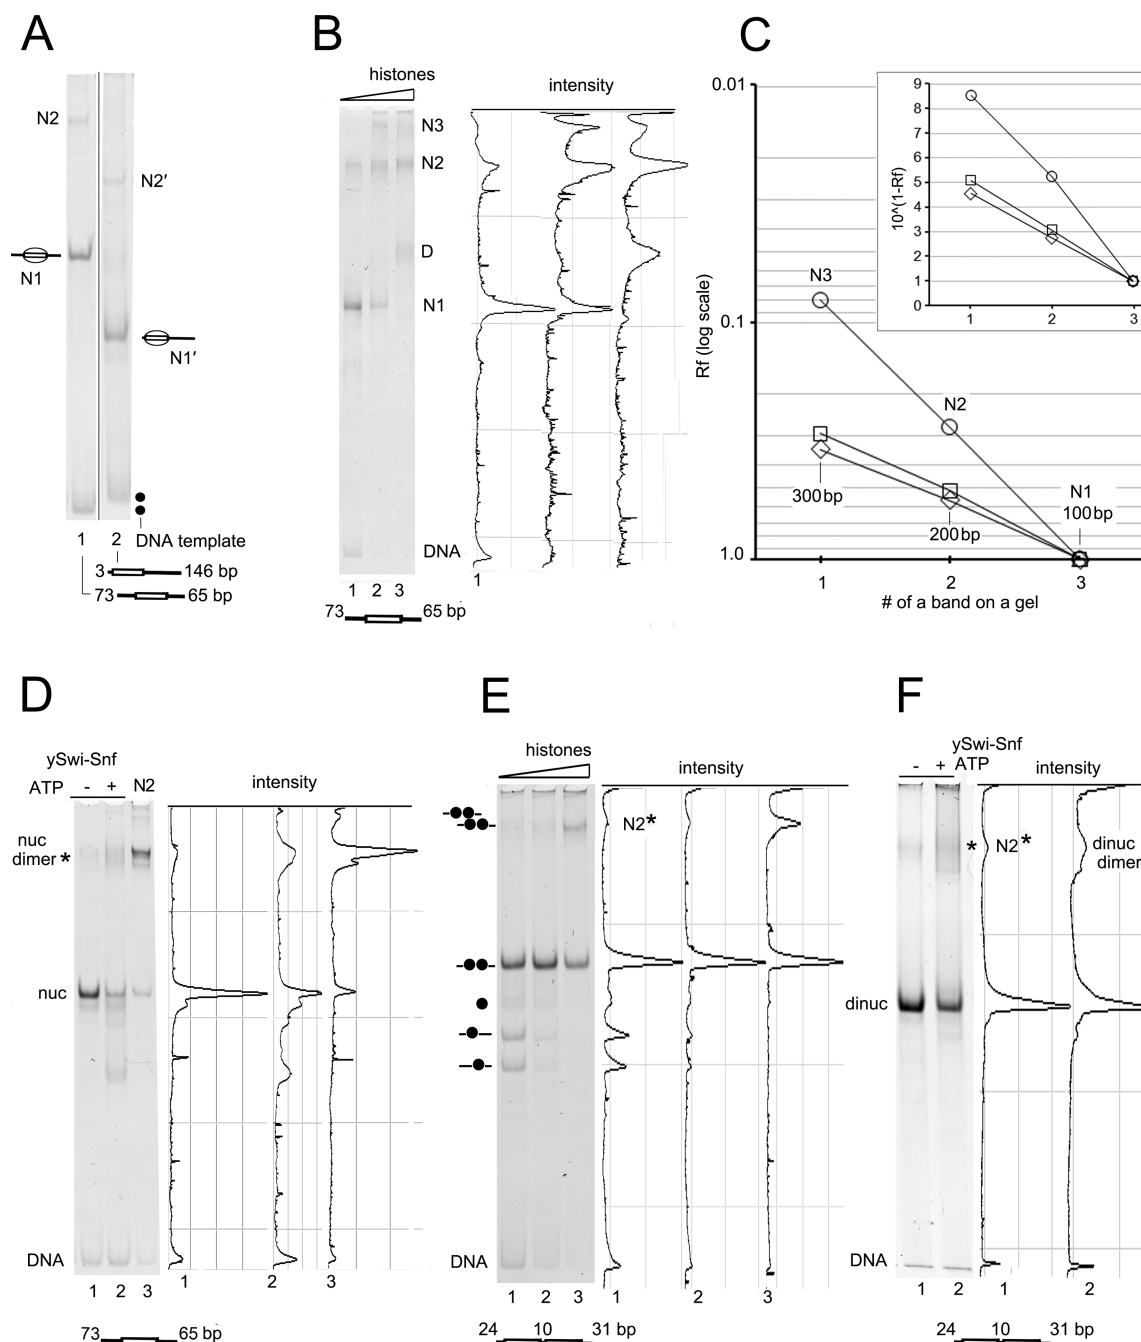 A
N2
N2′
N1
N1′
1
2
DNA template
3
146 bp
73
65 bp
B
histones
intensity
N3
N2
D
N1
DNA
1
1 2 3
73
65 bp
C
0.01
0.1
1.0
Rf (log scale)
N3
N2
N1
100bp
300bp
200bp
1
2
3
# of a band on a gel
9
8
7
6
5
4
3
2
1
0
10^(1-Rf)
1
2
3
D
ySwi-Snf
ATP - + N2
intensity
nuc
dimer *
nuc
DNA
1 2 3
1 2 3
73
65 bp
E
histones
intensity
N2*
DNA
1 2 3
1 2 3
24 10 31 bp
F
ySwi-Snf
- + ATP
intensity
*
N2*
dinuc
dimer
dinuc
DNA
1 2
1 2
24 10 31 bp